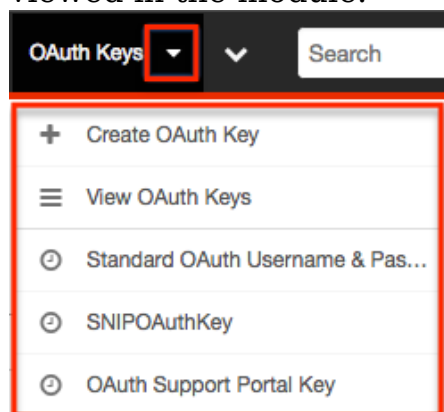 viewed in the module.
OAuth Keys Search
Create OAuth Key
View OAuth Keys
Standard OAuth Username & Pas...
SNIPOAuthKey
OAuth Support Portal Key